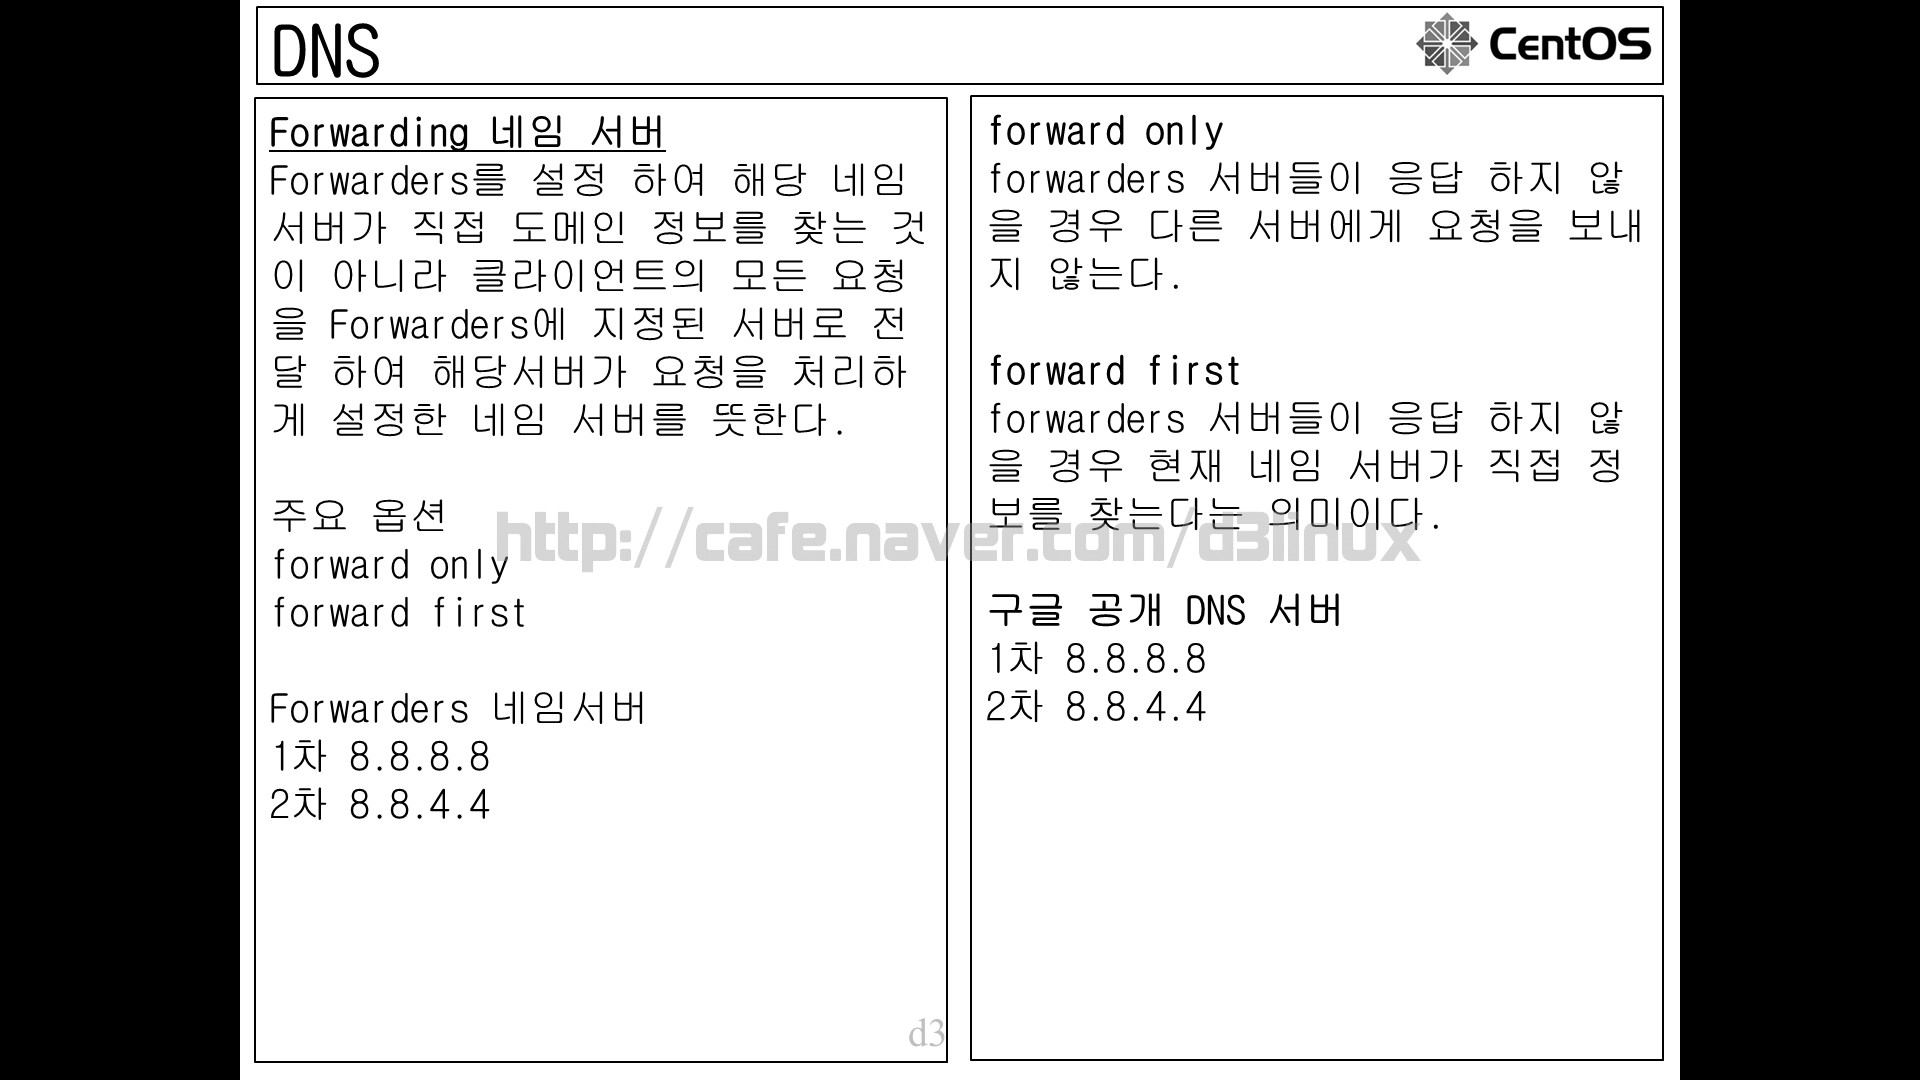 DNS
CentOS
Forwarding 네임 서버
Forwarders를 설정 하여 해당 네임
서버가 직접 도메인 정보를 찾는 것
이 아니라 클라이언트의 모든 요청
을 Forwarders에 지정된 서버로 전
달 하여 해당서버가 요청을 처리하
게 설정한 네임 서버를 뜻한다.
주요 옵션
forward only
forward first
Forwarders 네임서버
1차 8.8.8.8
2차 8.8.4.4
d3
forward only
forwarders 서버들이 응답 하지 않
을 경우 다른 서버에게 요청을 보내
지 않는다.
forward first
forwarders 서버들이 응답 하지 않
을 경우 현재 네임 서버가 직접 정
보를 찾는다는 의미이다.
구글 공개 DNS 서버
1차 8.8.8.8
2차 8.8.4.4
http://cafe.naver.com/d3linux